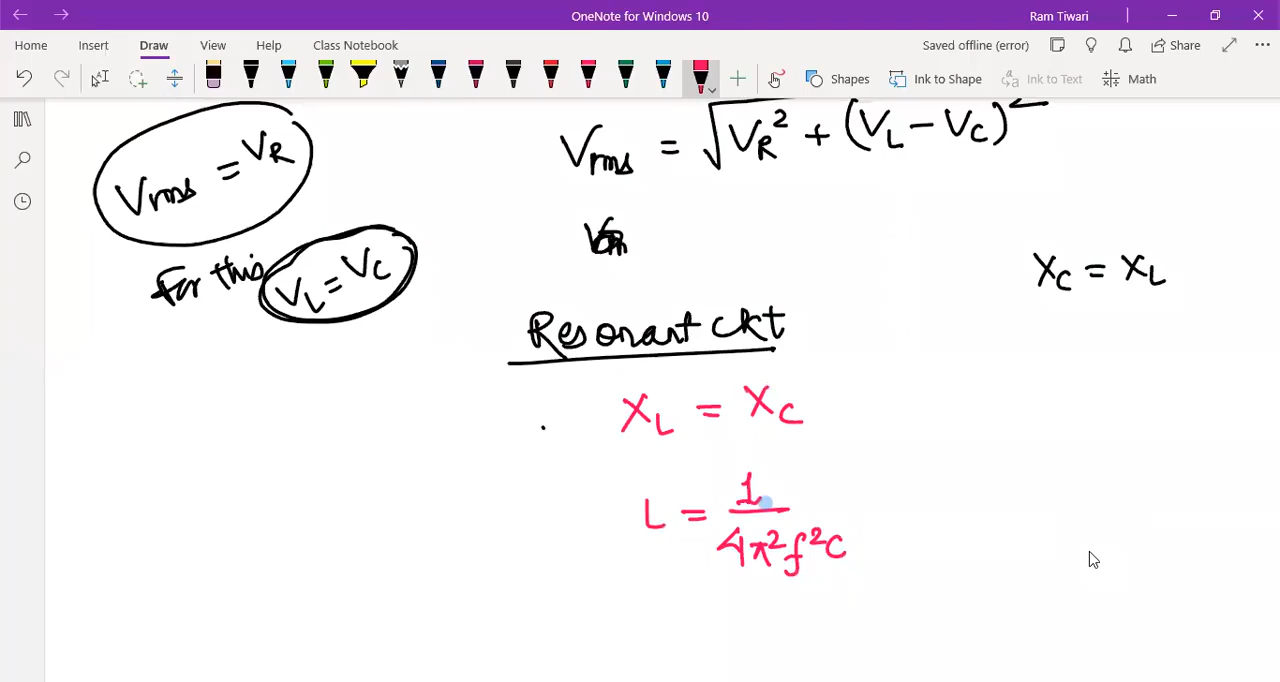 OneNote for Windows 10
Ram Tiwari
Home Insert Draw View Help Class Notebook
Saved offline (error)
Share
Shapes
Ink to Shape
Ink to Text
Math
Vrms = VR
For this VL = VC
Vrms = √VR² + (VL − VC)²
XC = XL
Resonant Ckt
XL = XC
L = 1/4π²f²C